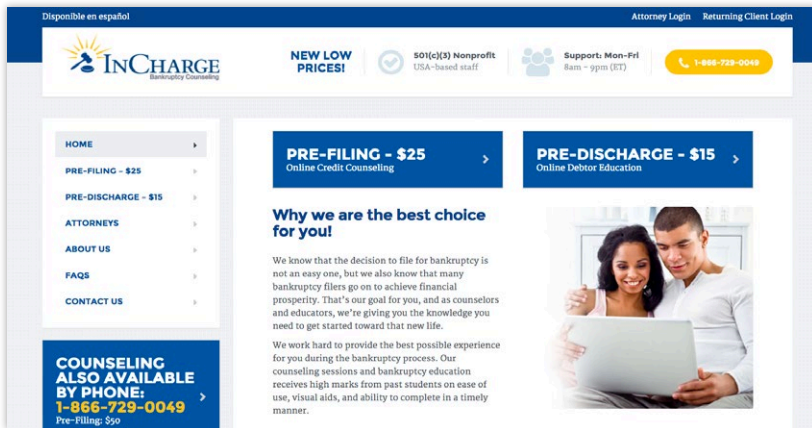 Disponible en español
Attorney Login Returning Client Login
INCHARGE
Bankruptcy Counseling
NEW LOW
PRICES!
501(c)(3) Nonprofit
USA-based staff
Support: Mon-Fri
8am - 9pm (ET)
1-866-729-0049
HOME
PRE-FILING - $25
PRE-DISCHARGE - $15
ATTORNEYS
ABOUT US
FAQS
CONTACT US
COUNSELING
ALSO AVAILABLE
BY PHONE:
1-866-729-0049
Pre-Filing: $50
PRE-FILING - $25
Online Credit Counseling
PRE-DISCHARGE - $15
Online Debtor Education
Why we are the best choice
for you!
We know that the decision to file for bankruptcy is
not an easy one, but we also know that many
bankruptcy filers go on to achieve financial
prosperity. That's our goal for you, and as counselors
and educators, we're giving you the knowledge you
need to get started toward that new life.
We work hard to provide the best possible experience
for you during the bankruptcy process. Our
counseling sessions and bankruptcy education
receives high marks from past students on ease of
use, visual aids, and ability to complete in a timely
manner.